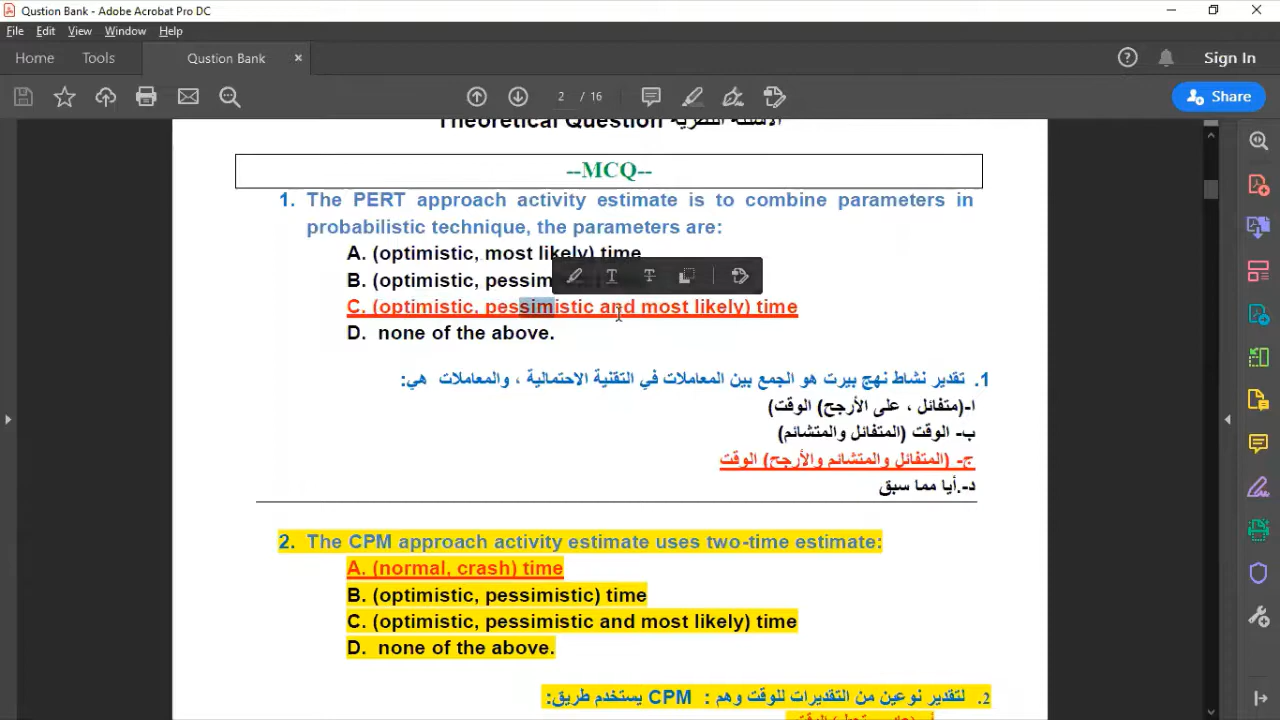 Qustion Bank - Adobe Acrobat Pro DC
File Edit View Window Help
Home Tools Qustion Bank × Sign In
2 / 16 Share
Theoretical Question الأسئلة النظرية
--MCQ--
1. The PERT approach activity estimate is to combine parameters in
probabilistic technique, the parameters are:
A. (optimistic, most likely) time
B. (optimistic, pessim
C. (optimistic, pessimistic and most likely) time
D. none of the above.
1. تقدير نشاط نهج بيرت هو الجمع بين المعاملات في التقنية الاحتمالية ، والمعاملات هي:
ا-(متفائل ، على الأرجح) الوقت
ب- الوقت (المتفائل والمتشائم)
ج- (المتفائل والمتشائم والأرجح) الوقت
د-.أيا مما سبق
2. The CPM approach activity estimate uses two-time estimate:
A. (normal, crash) time
B. (optimistic, pessimistic) time
C. (optimistic, pessimistic and most likely) time
D. none of the above.
2. لتقدير نوعين من التقديرات للوقت وهم : CPM يستخدم طريق: